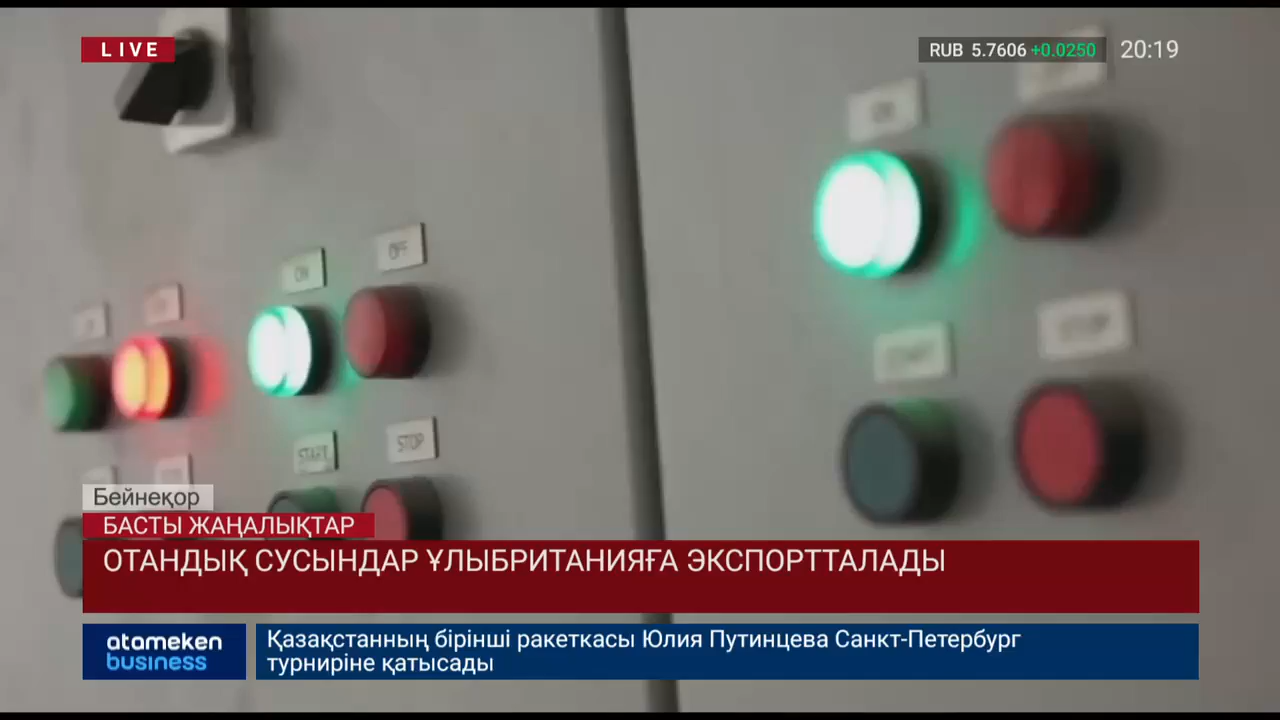 LIVE
RUB 5.7606 +0.0250 20:19
ON
OFF
ON
START
STOP
START
STOP
Бейнеқор
БАСТЫ ЖАҢАЛЫҚТАР
ОТАНДЫҚ СУСЫНДАР ҰЛЫБРИТАНИЯҒА ЭКСПОРТТАЛАДЫ
atameken
business
Қазақстанның бірінші ракеткасы Юлия Путинцева Санкт-Петербург
турниріне қатысады